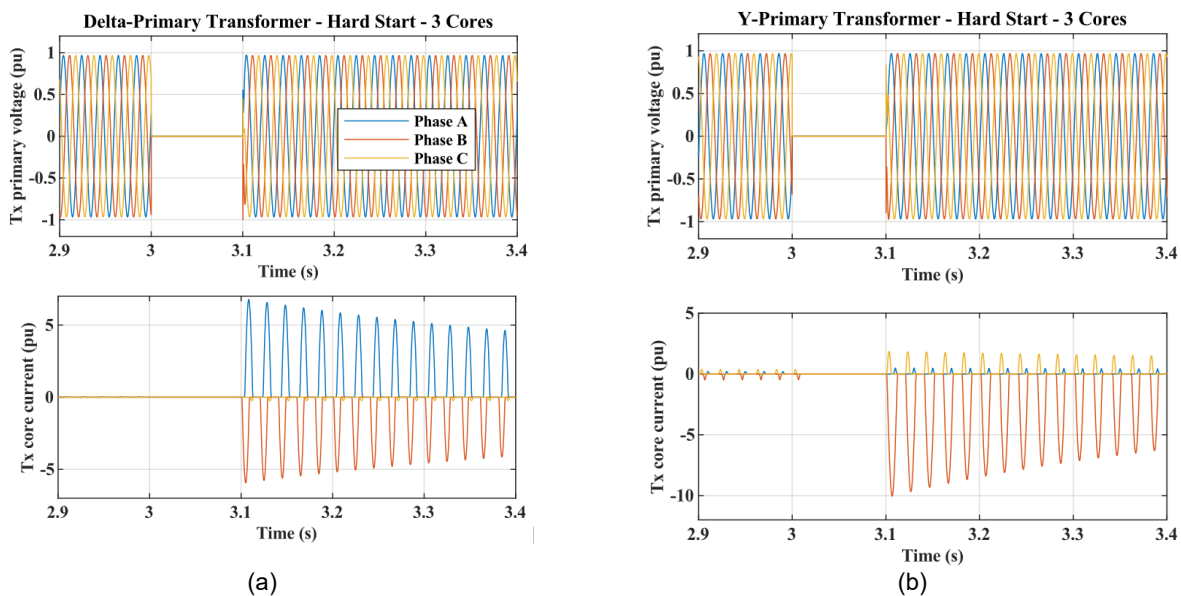 Delta-Primary Transformer - Hard Start - 3 Cores
Tx primary voltage (pu)
1
0.5
0
-0.5
-1
Phase A
Phase B
Phase C
2.9 3 3.1 3.2 3.3 3.4
Time (s)
Tx core current (pu)
5
0
-5
2.9 3 3.1 3.2 3.3 3.4
Time (s)
(a)
Y-Primary Transformer - Hard Start - 3 Cores
Tx primary voltage (pu)
1
0.5
0
-0.5
-1
2.9 3 3.1 3.2 3.3 3.4
Time (s)
Tx core current (pu)
5
0
-5
-10
2.9 3 3.1 3.2 3.3 3.4
Time (s)
(b)